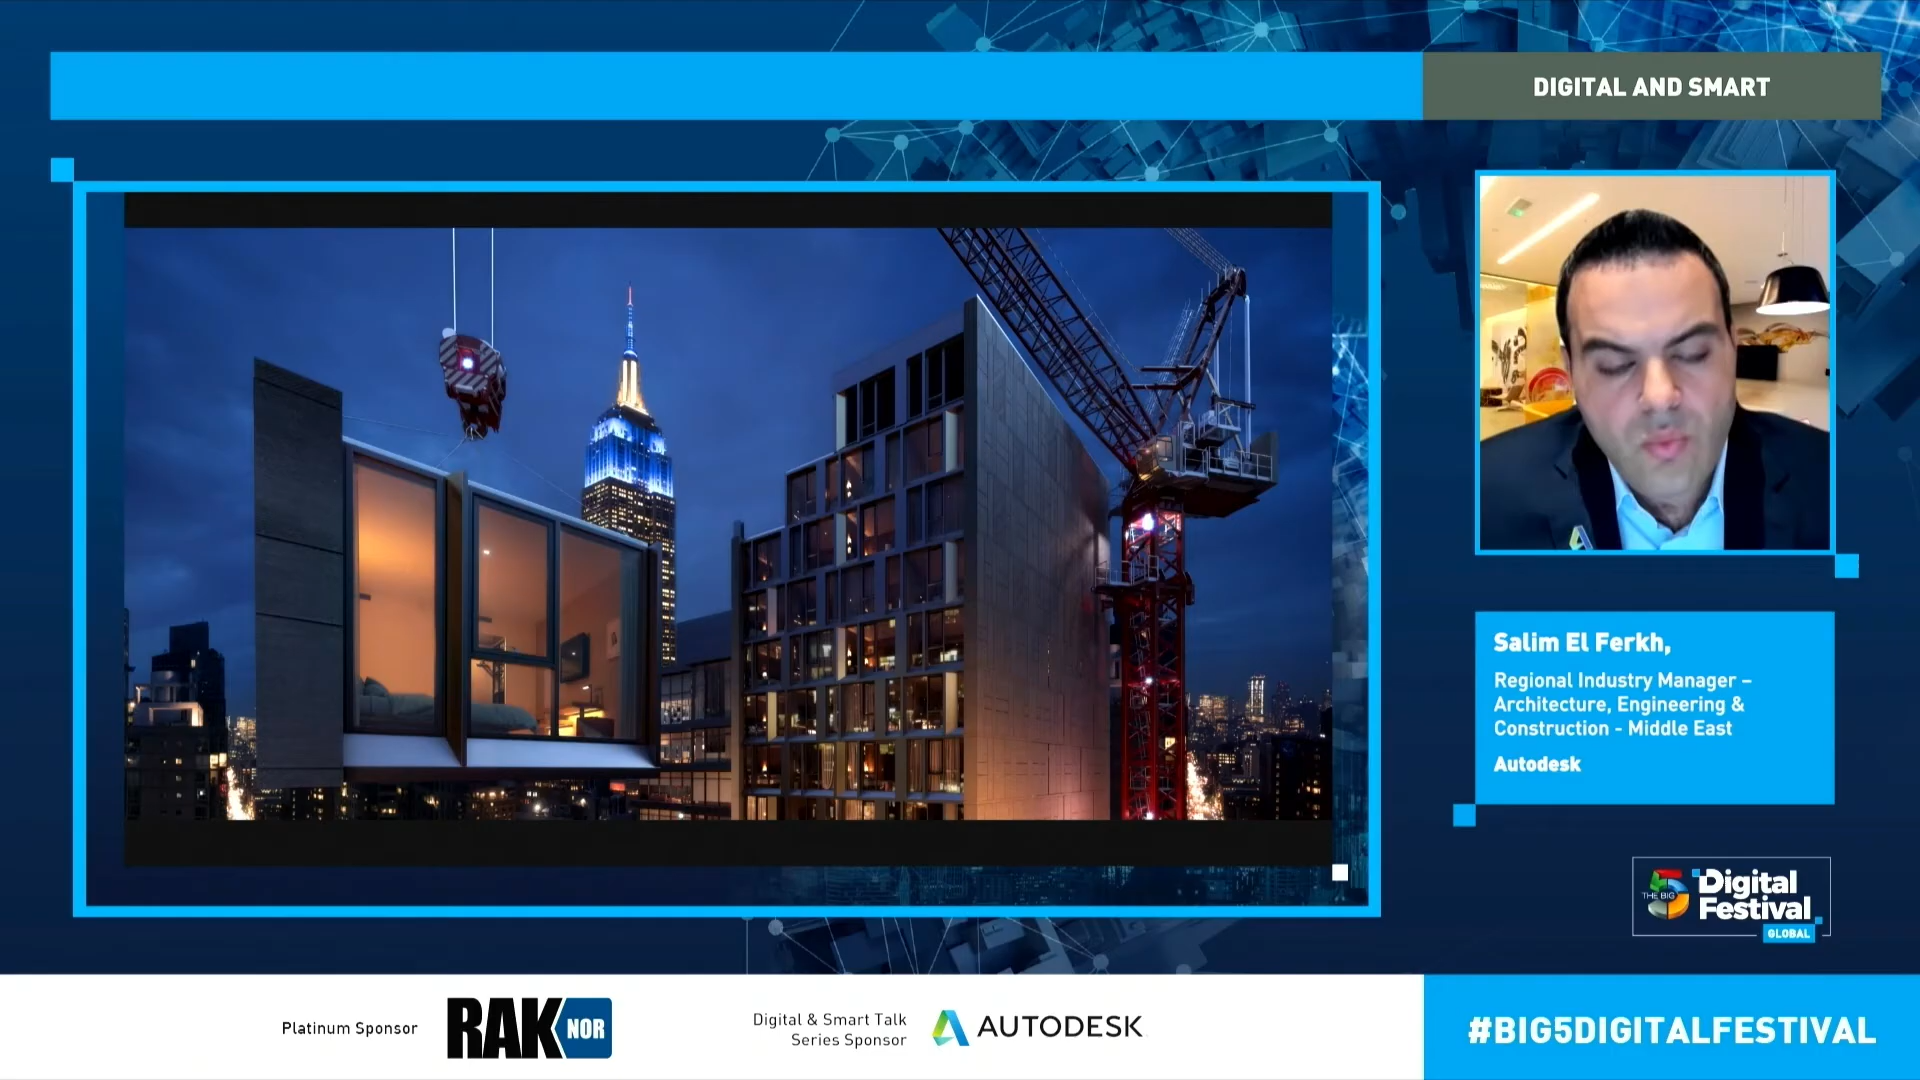 DIGITAL AND SMART
Salim El Ferkh,
Regional Industry Manager –
Architecture, Engineering &
Construction - Middle East
Autodesk
THE BIG 5
Digital
Festival
GLOBAL
Platinum Sponsor
RAK NOR
Digital & Smart Talk
Series Sponsor
AUTODESK
#BIG5DIGITALFESTIVAL